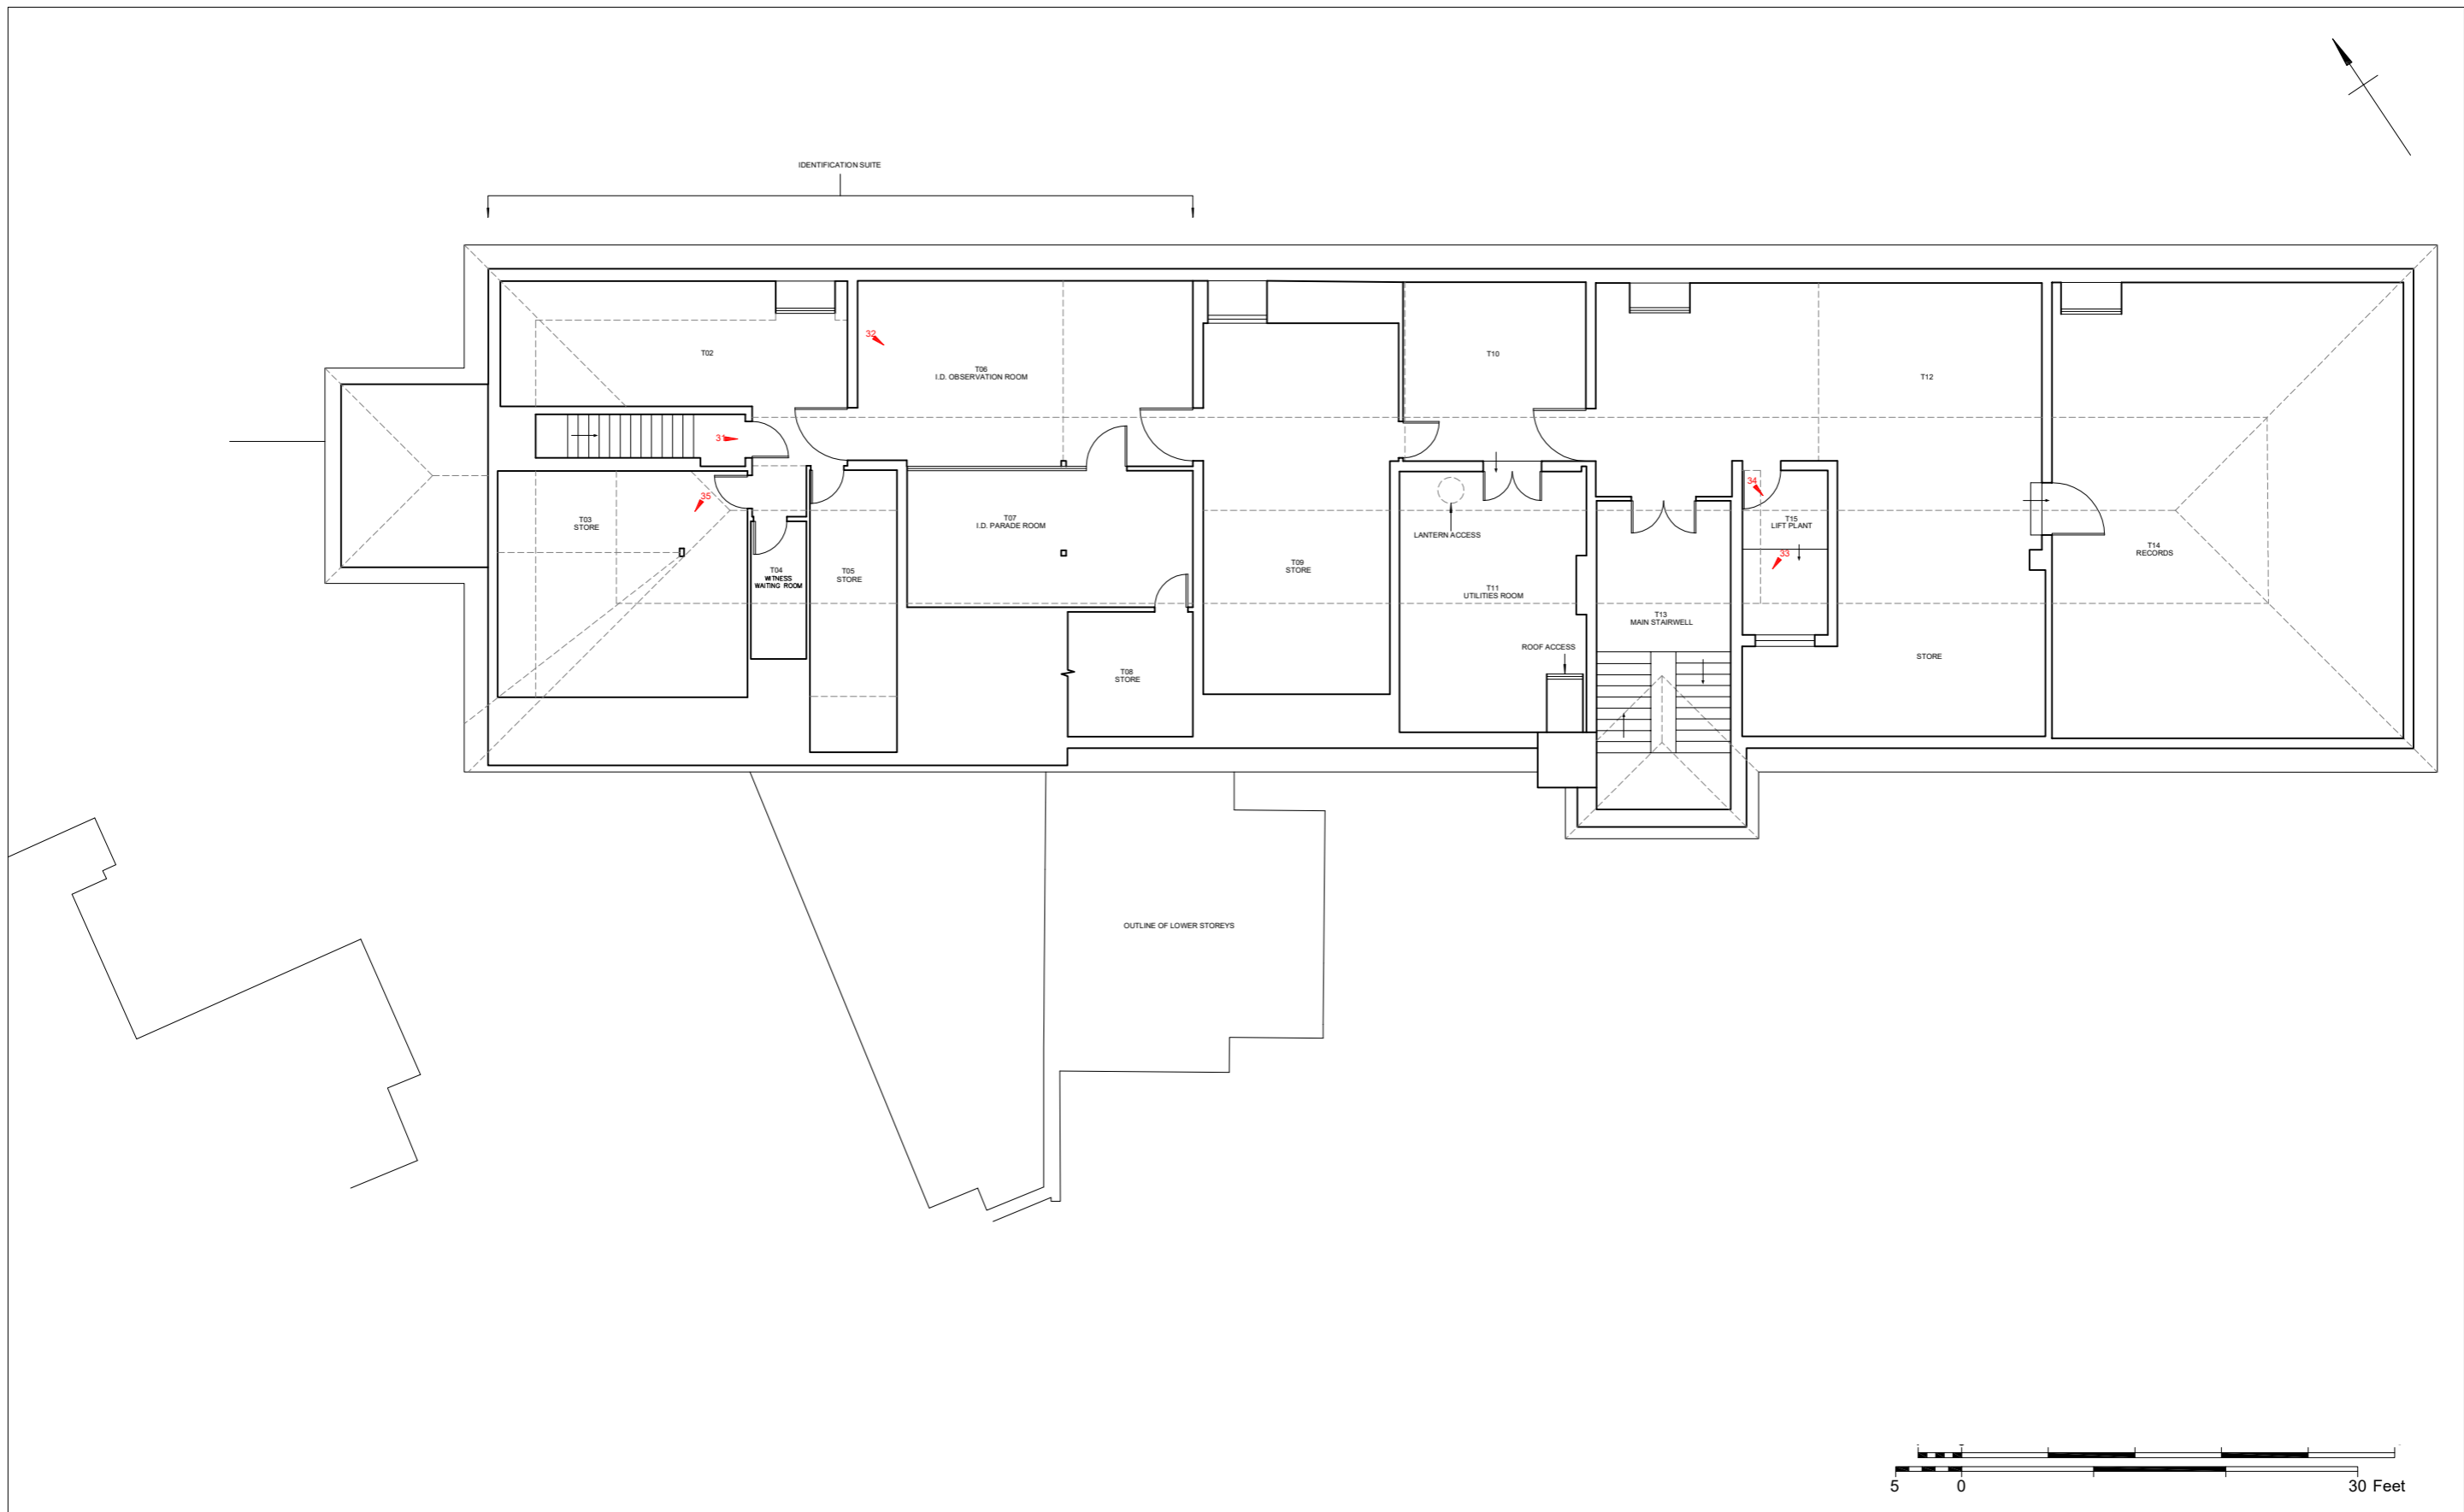 IDENTIFICATION SUITE
32
T02
T06
I.D. OBSERVATION ROOM
T10
T12
31
35
T03
STORE
T04
WITNESS
WAITING ROOM
T05
STORE
T07
I.D. PARADE ROOM
T08
STORE
T09
STORE
LANTERN ACCESS
T11
UTILITIES ROOM
ROOF ACCESS
T13
MAIN STAIRWELL
34
T15
LIFT PLANT
33
STORE
T14
RECORDS
OUTLINE OF LOWER STOREYS
5 0 30 Feet